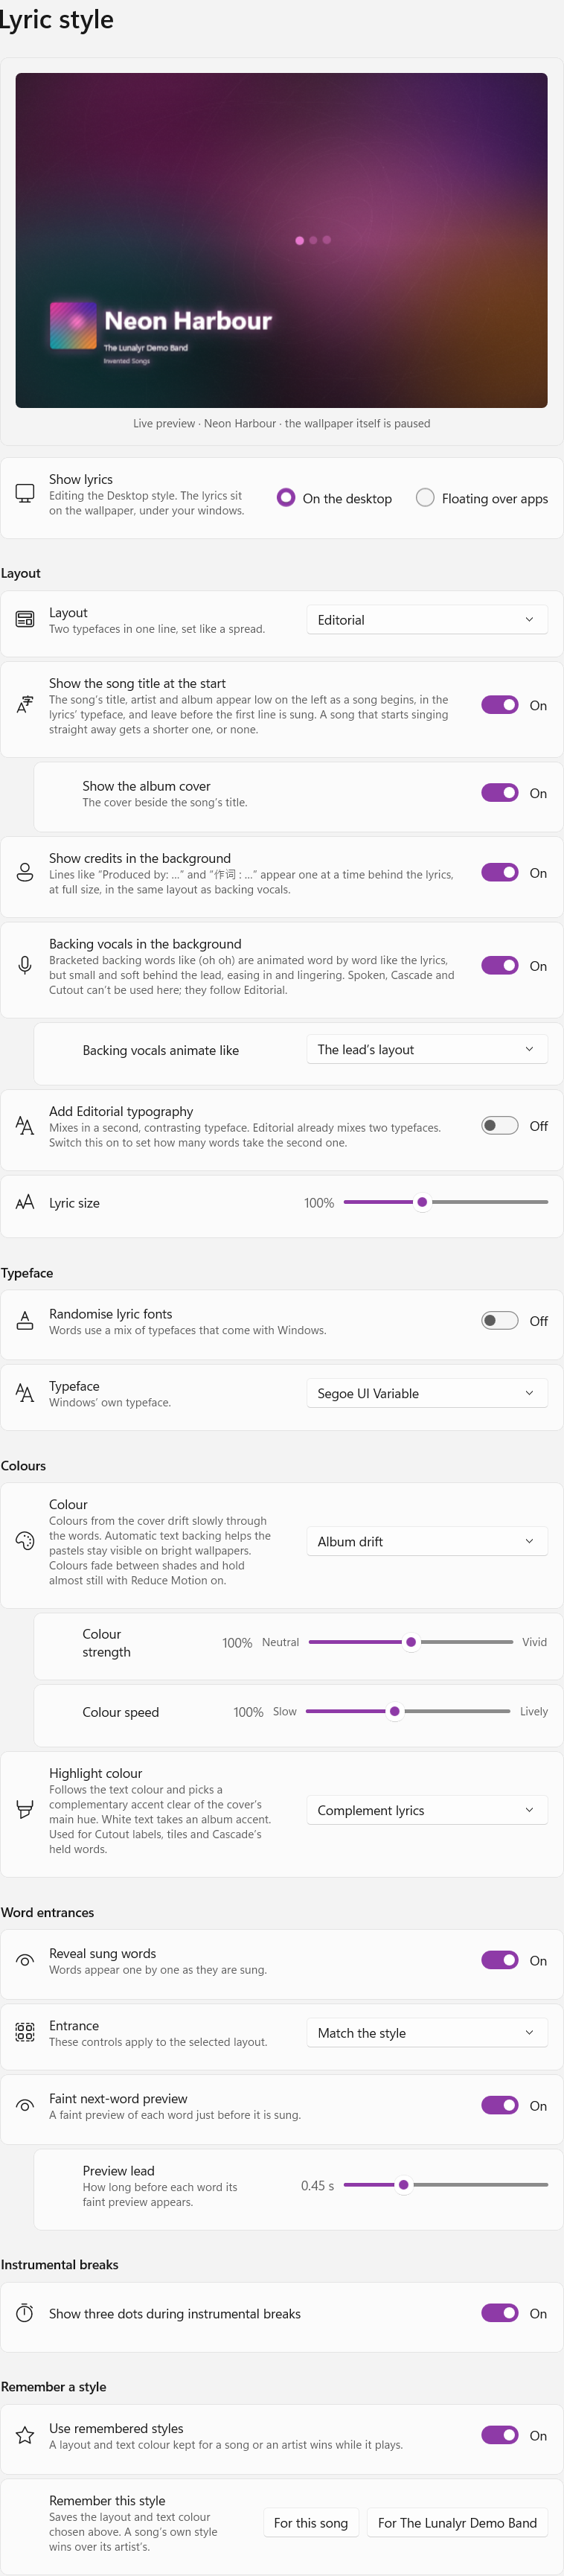 Lyric style
Neon Harbour
The Lunalyr Demo Band
Invented Songs
Live preview · Neon Harbour · the wallpaper itself is paused
Show lyrics
Editing the Desktop style. The lyrics sit
on the wallpaper, under your windows.
On the desktop
Floating over apps
Layout
Layout
Two typefaces in one line, set like a spread.
Editorial
Show the song title at the start
The song’s title, artist and album appear low on the left as a song begins, in the
lyrics’ typeface, and leave before the first line is sung. A song that starts singing
straight away gets a shorter one, or none.
On
Show the album cover
The cover beside the song’s title.
On
Show credits in the background
Lines like “Produced by: …” and “作词 : …” appear one at a time behind the lyrics,
at full size, in the same layout as backing vocals.
On
Backing vocals in the background
Bracketed backing words like (oh oh) are animated word by word like the lyrics,
but small and soft behind the lead, easing in and lingering. Spoken, Cascade and
Cutout can’t be used here; they follow Editorial.
On
Backing vocals animate like
The lead’s layout
Add Editorial typography
Mixes in a second, contrasting typeface. Editorial already mixes two typefaces.
Switch this on to set how many words take the second one.
Off
Lyric size
100%
Typeface
Randomise lyric fonts
Words use a mix of typefaces that come with Windows.
Off
Typeface
Windows’ own typeface.
Segoe UI Variable
Colours
Colour
Colours from the cover drift slowly through
the words. Automatic text backing helps the
pastels stay visible on bright wallpapers.
Colours fade between shades and hold
almost still with Reduce Motion on.
Album drift
Colour
strength
100% Neutral Vivid
Colour speed
100% Slow Lively
Highlight colour
Follows the text colour and picks a
complementary accent clear of the cover’s
main hue. White text takes an album accent.
Used for Cutout labels, tiles and Cascade’s
held words.
Complement lyrics
Word entrances
Reveal sung words
Words appear one by one as they are sung.
On
Entrance
These controls apply to the selected layout.
Match the style
Faint next-word preview
A faint preview of each word just before it is sung.
On
Preview lead
How long before each word its
faint preview appears.
0.45 s
Instrumental breaks
Show three dots during instrumental breaks
On
Remember a style
Use remembered styles
A layout and text colour kept for a song or an artist wins while it plays.
On
Remember this style
Saves the layout and text colour
chosen above. A song’s own style
wins over its artist’s.
For this song
For The Lunalyr Demo Band